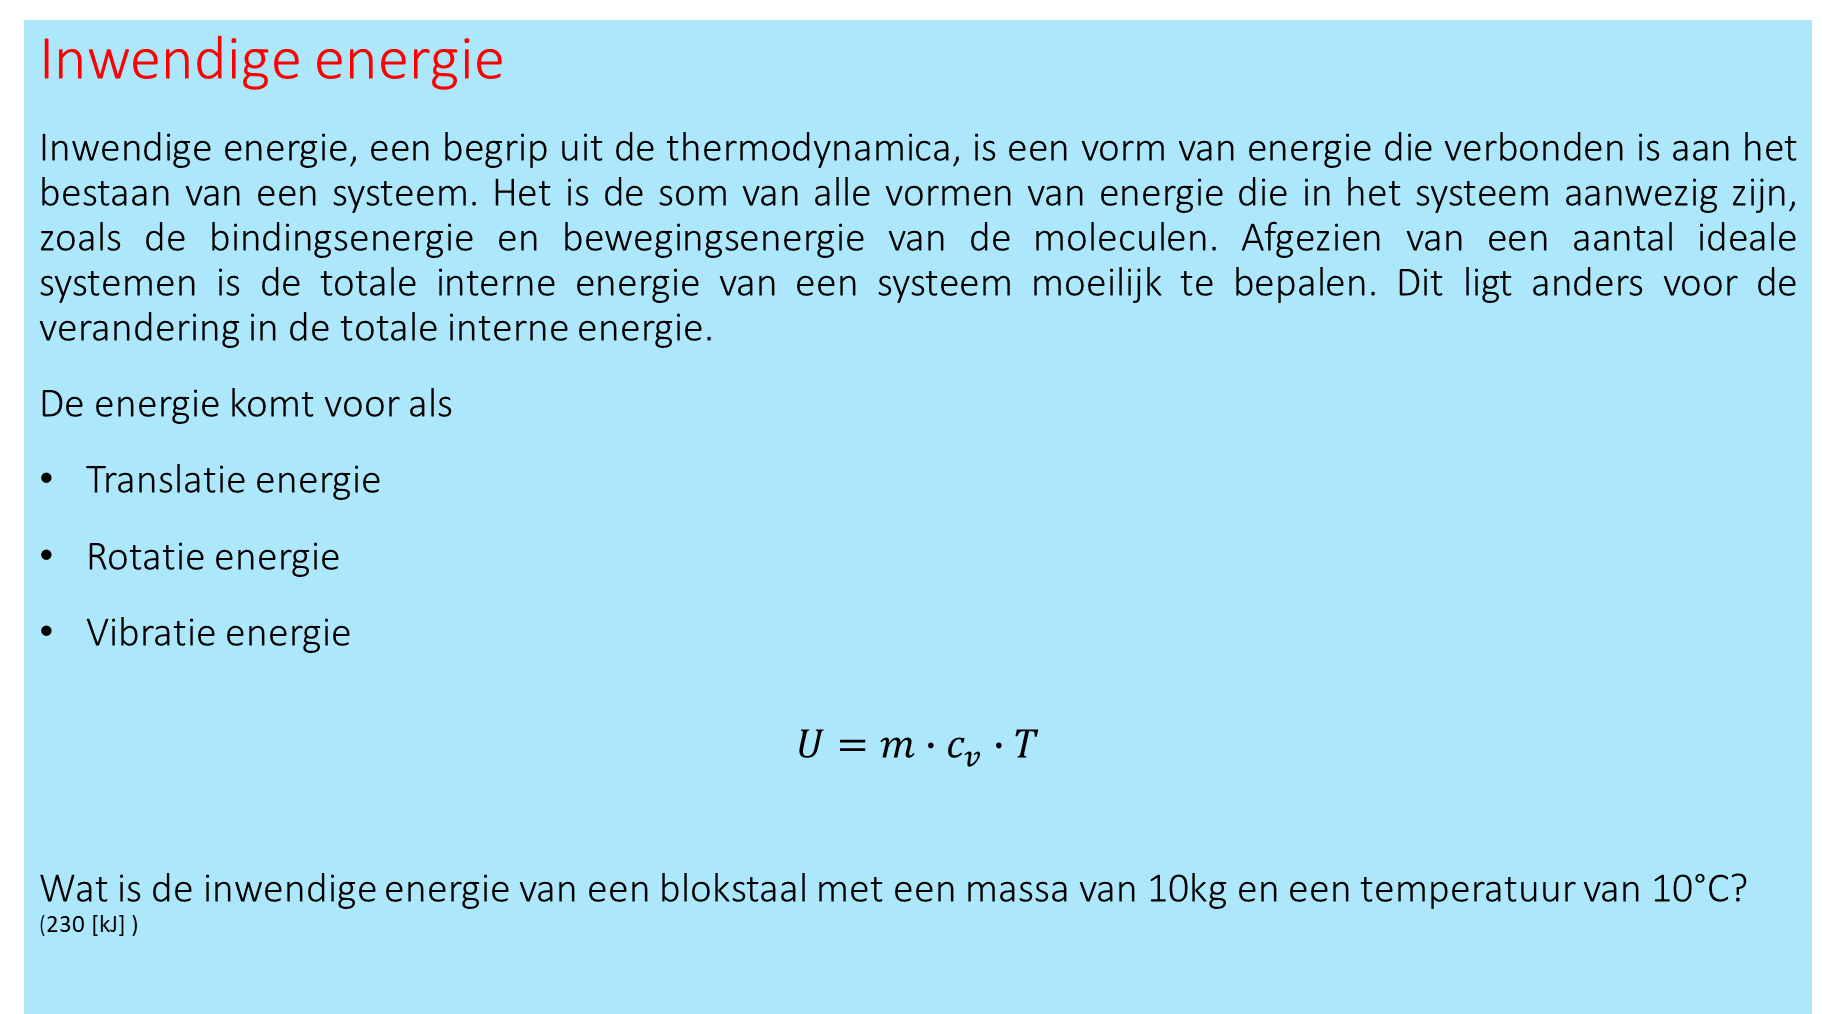 Inwendige energie
Inwendige energie, een begrip uit de thermodynamica, is een vorm van energie die verbonden is aan het
bestaan van een systeem. Het is de som van alle vormen van energie die in het systeem aanwezig zijn,
zoals de bindingsenergie en bewegingsenergie van de moleculen. Afgezien van een aantal ideale
systemen is de totale interne energie van een systeem moeilijk te bepalen. Dit ligt anders voor de
verandering in de totale interne energie.
De energie komt voor als
• Translatie energie
• Rotatie energie
• Vibratie energie
𝑈 = 𝑚 · 𝑐ᵥ · 𝑇
Wat is de inwendige energie van een blokstaal met een massa van 10kg en een temperatuur van 10°C?
(230 [kJ] )